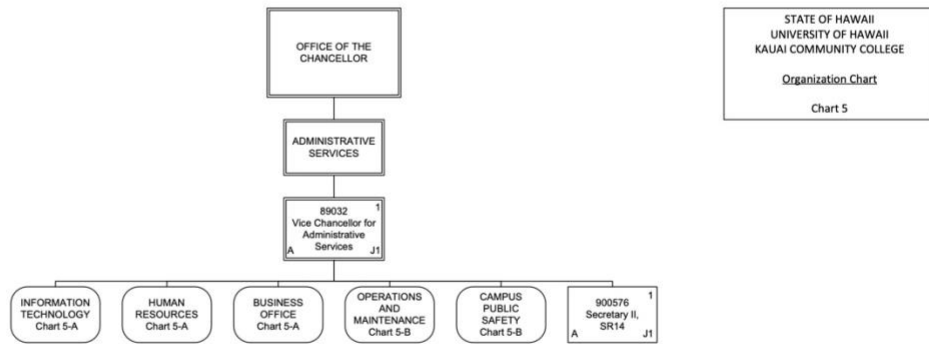 STATE OF HAWAII
UNIVERSITY OF HAWAII
KAUAI COMMUNITY COLLEGE
Organization Chart
Chart 5
OFFICE OF THE
CHANCELLOR
ADMINISTRATIVE
SERVICES
89032 1
Vice Chancellor for
Administrative
Services
A J1
INFORMATION
TECHNOLOGY
Chart 5-A
HUMAN
RESOURCES
Chart 5-A
BUSINESS
OFFICE
Chart 5-A
OPERATIONS
AND
MAINTENANCE
Chart 5-B
CAMPUS
PUBLIC
SAFETY
Chart 5-B
900576 1
Secretary II,
SR14
A J1